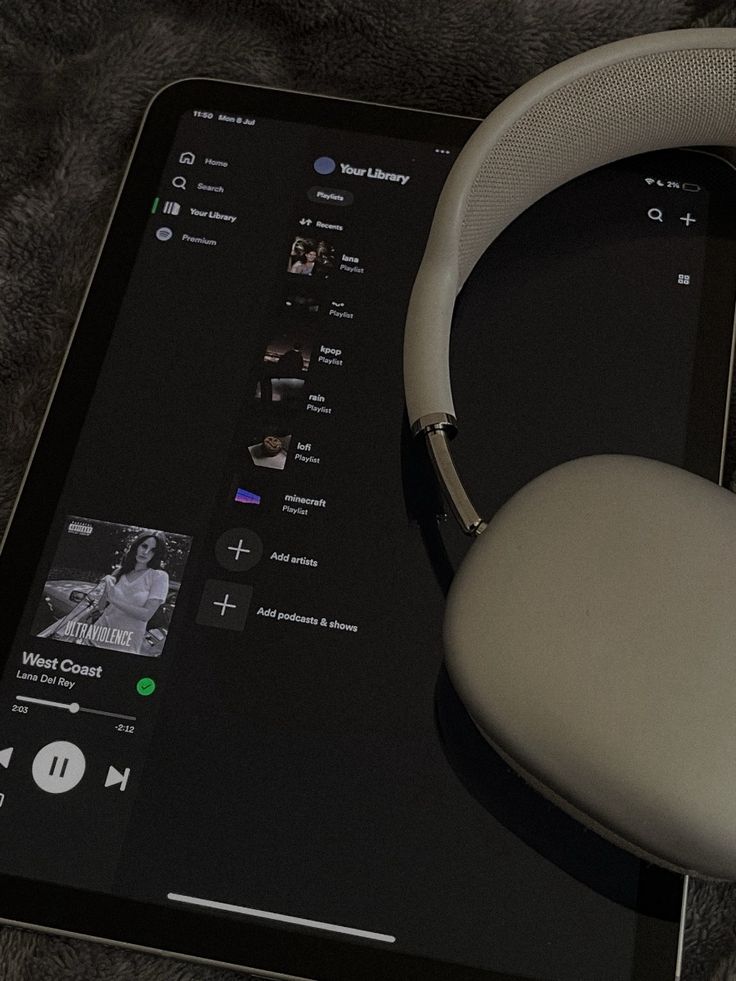 11:50 Mon 8 Jul
2%
Home
Search
Your Library
Premium
Your Library
Playlists
Recents
lana
Playlist
Playlist
kpop
Playlist
rain
Playlist
lofi
Playlist
minecraft
Playlist
Add artists
Add podcasts & shows
PARENTAL
ADVISORY
ULTRAVIOLENCE
West Coast
Lana Del Rey
2:03
-2:12